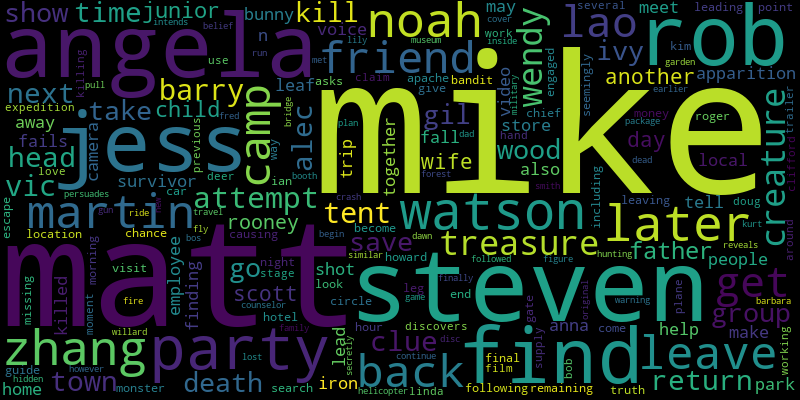 show
time
junior
bunny
kill
noah
may
cover
several
lao
meet
leading
point
intends
belief
angela
voice
n
run
lily
work
wendy
engaged
ivy
kim
rob
friend
museum
inside
another
apparition
next
killing
use
barry
leaf
asks
claim
apache
bandit
give
military
video
seemingly
garden
earlier
trailer
pull
met
mike
expedition
take
child
camera
gil
store
chief
money
package
roger
away
jess
camp
alec
trip
together
fall
hand
wood
day
local
creature
fails
previous
way
bridge
fred
plan
dad
wife
also
dead
clifford
head
love
deer
ian
booth
forest
vic
survivor
persuades
car
attempt
tent
watson
including
leaving
tell
doug
escape
martin
gun
ride
travel
rooney
crash
become
dawn
smith
later
kurt
location
chance
fly
causing
save
treasure
hunting
reveals
around
missing
morning
bos
go
night
stage
shot
similar
howard
followed
figure
father
people
matt
visit
employee
finding
scott
look
begin
leg
game
finally
steven
plane
get
barbara
killed
moment
fire
counselor
hotel
circle
end
discovers
gate
anna
come
group
warning
original
zhang
willard
party
family
hour
lead
secretly
clue
disc
supply
find
help
make
leave
working
guide
hidden
town
however
death
lost
search
iron
back
continue
final
film
bob
truth
return
park
home
monster
helicopter
linda
following
remaining